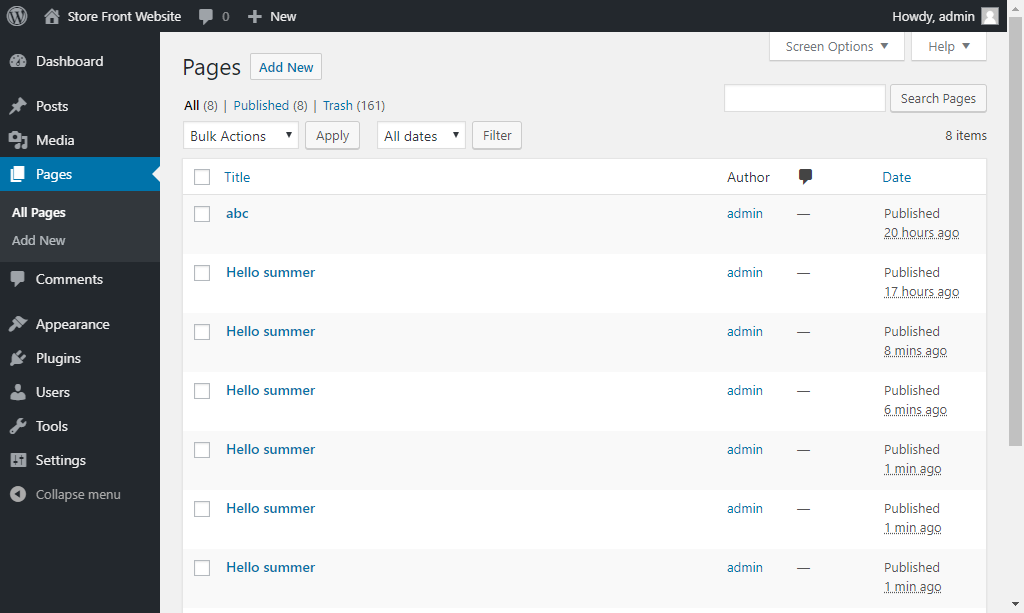 Store Front Website 0 New Howdy, admin
Dashboard
Posts
Media
Pages
All Pages
Add New
Comments
Appearance
Plugins
Users
Tools
Settings
Collapse menu
Screen Options Help
Pages Add New
All (8) | Published (8) | Trash (161)
Search Pages
Bulk Actions Apply All dates Filter
8 items
Title Author Date
abc admin — Published
20 hours ago
Hello summer admin — Published
17 hours ago
Hello summer admin — Published
8 mins ago
Hello summer admin — Published
6 mins ago
Hello summer admin — Published
1 min ago
Hello summer admin — Published
1 min ago
Hello summer admin — Published
1 min ago